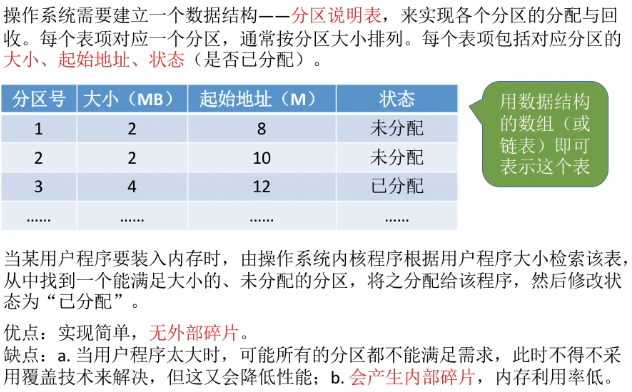 操作系统需要建立一个数据结构——分区说明表，来实现各个分区的分配与回
收。每个表项对应一个分区，通常按分区大小排列。每个表项包括对应分区的
大小、起始地址、状态（是否已分配）。
分区号 大小（MB） 起始地址（M） 状态
1 2 8 未分配
2 2 10 未分配
3 4 12 已分配
…… …… …… ……
用数据结构
的数组（或
链表）即可
表示这个表
当某用户程序要装入内存时，由操作系统内核程序根据用户程序大小检索该表，
从中找到一个能满足大小的、未分配的分区，将之分配给该程序，然后修改状
态为“已分配”。
优点：实现简单，无外部碎片。
缺点：a. 当用户程序太大时，可能所有的分区都不能满足需求，此时不得不采
用覆盖技术来解决，但这又会降低性能；b. 会产生内部碎片，内存利用率低。